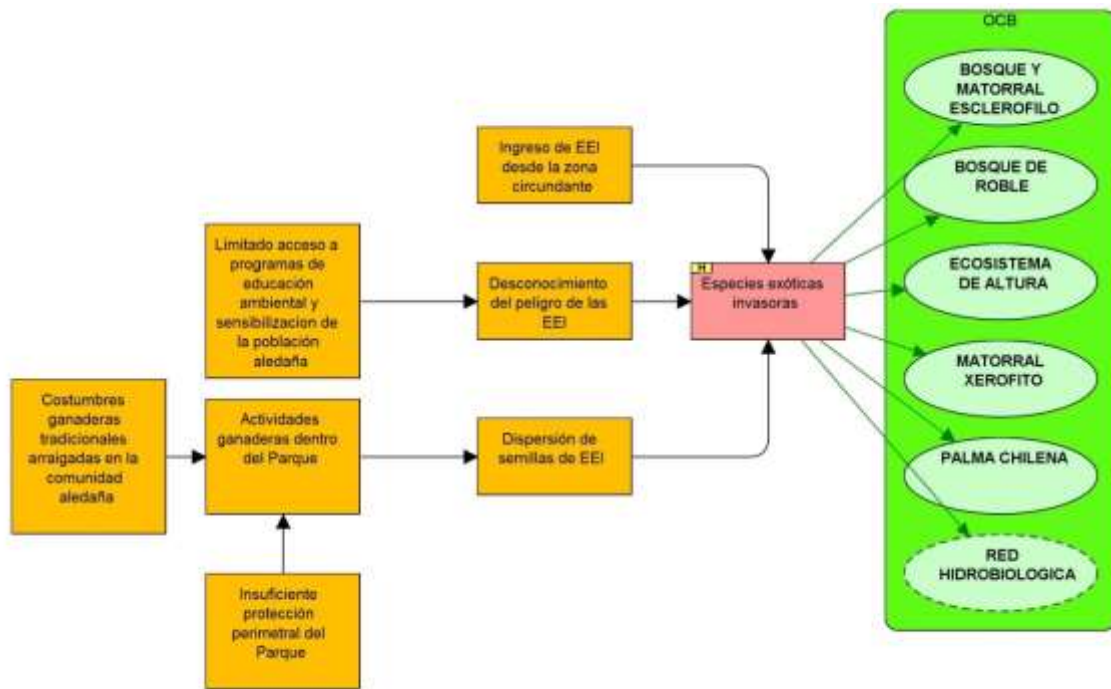 OCB
BOSQUE Y
MATORRAL
ESCLEROFILO
BOSQUE DE
ROBLE
ECOSISTEMA
DE ALTURA
MATORRAL
XEROFITO
PALMA CHILENA
RED
HIDROBIOLOGICA
Ingreso de EEI
desde la zona
circundante
Limitado acceso a
programas de
educación
ambiental y
sensibilizacion de
la población
aledaña
Desconocimiento
del peligro de las
EEI
H
Especies exóticas
invasoras
Costumbres
ganaderas
tradicionales
arraigadas en la
comunidad
aledaña
Actividades
ganaderas dentro
del Parque
Dispersión de
semillas de EEI
Insuficiente
protección
perimetral del
Parque